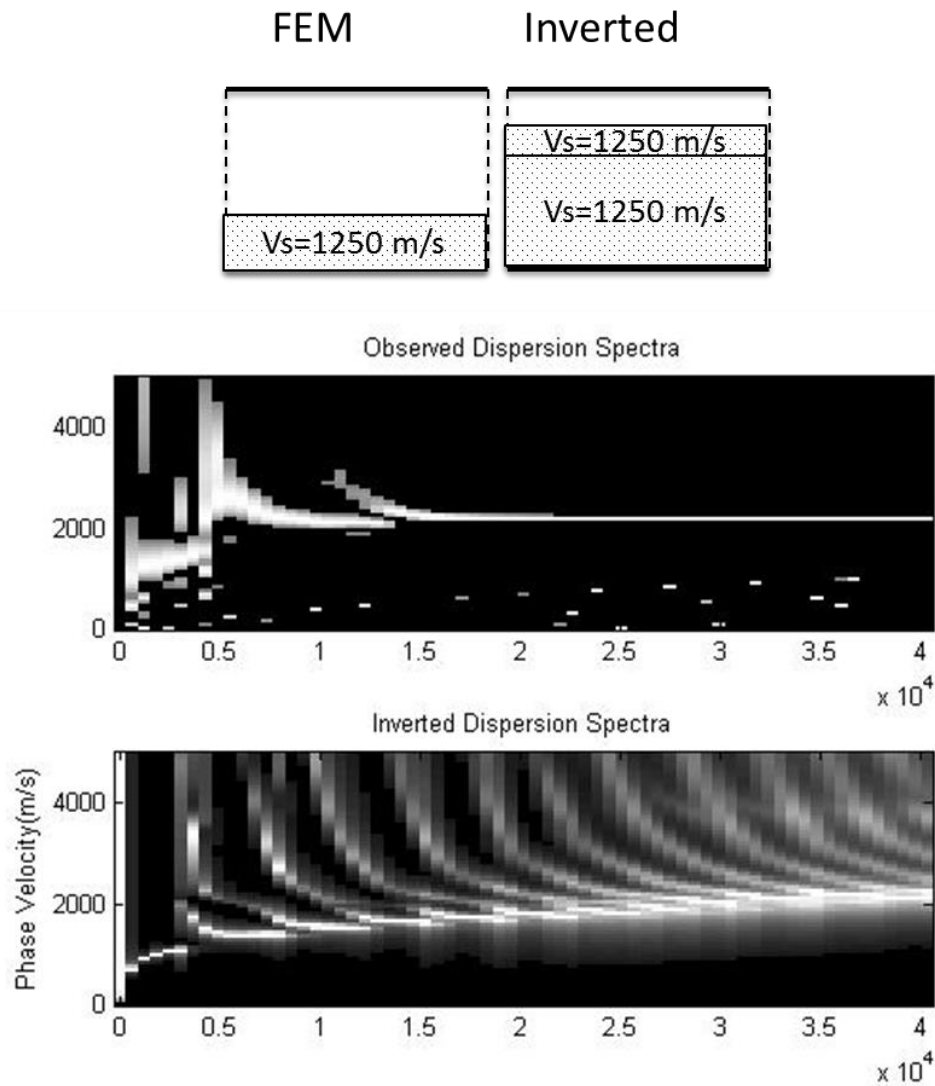 FEM Inverted
Vs=1250 m/s
Vs=1250 m/s
Vs=1250 m/s
Observed Dispersion Spectra
4000
2000
0
0 0.5 1 1.5 2 2.5 3 3.5 4
x 10^4
Inverted Dispersion Spectra
Phase Velocity(m/s)
4000
2000
0
0 0.5 1 1.5 2 2.5 3 3.5 4
x 10^4